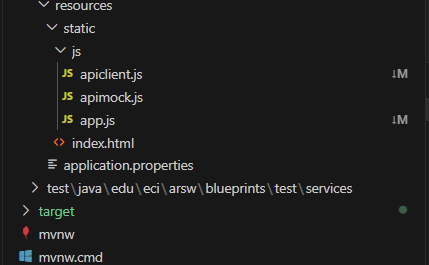 resources
static
js
JS apiclient.js ↓M
JS apimock.js
JS app.js ↓M
<> index.html
application.properties
test\java\edu\eci\arsw\blueprints\test\services
target
mvnw
mvnw.cmd